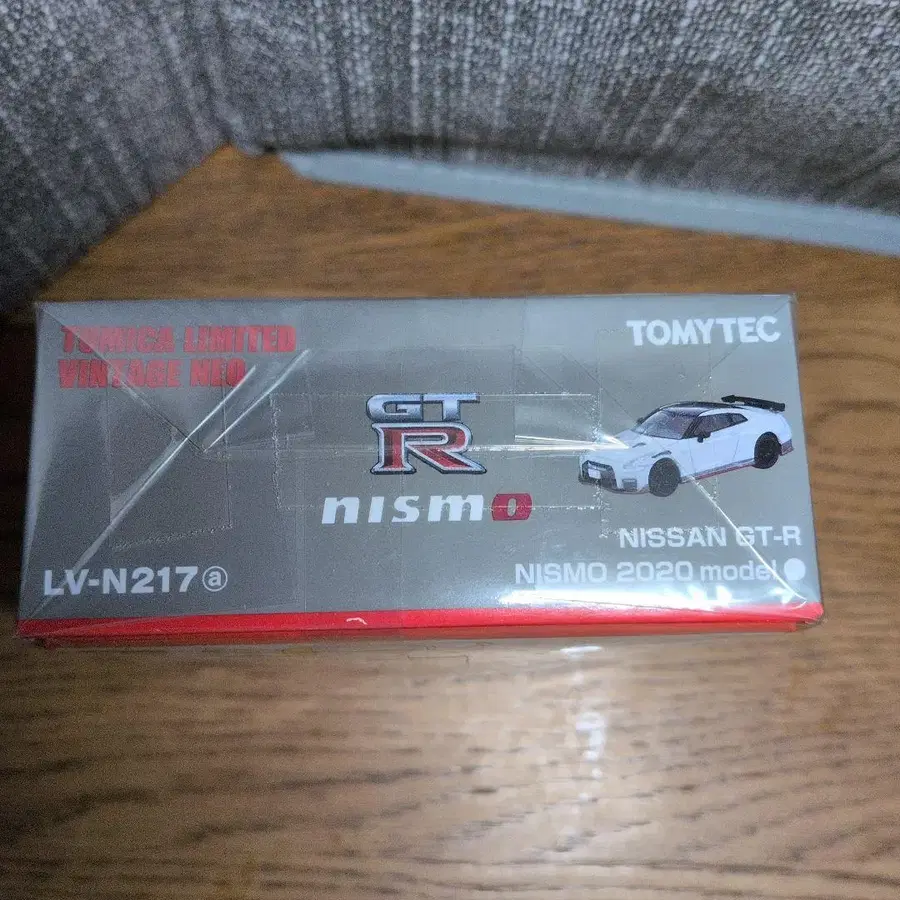 TOMICA LIMITED
VINTAGE NEO
TOMYTEC
GT
R
nismo
NISSAN GT-R
NISMO 2020 model
LV-N217ⓐ